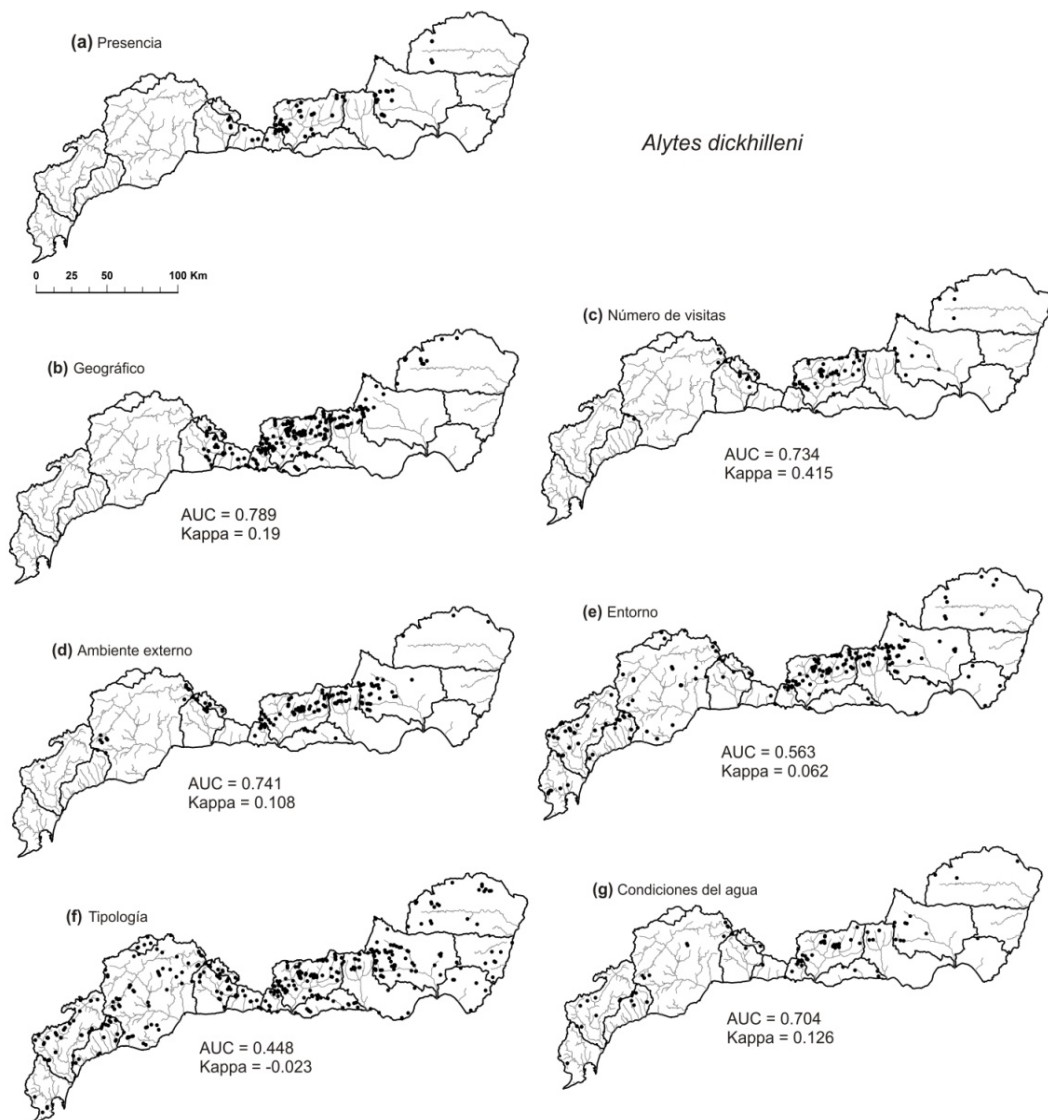 (a) Presencia
Alytes dickhilleni
0 25 50 100 Km
(b) Geográfico
AUC = 0.789
Kappa = 0.19
(c) Número de visitas
AUC = 0.734
Kappa = 0.415
(d) Ambiente externo
AUC = 0.741
Kappa = 0.108
(e) Entorno
AUC = 0.563
Kappa = 0.062
(f) Tipología
AUC = 0.448
Kappa = -0.023
(g) Condiciones del agua
AUC = 0.704
Kappa = 0.126